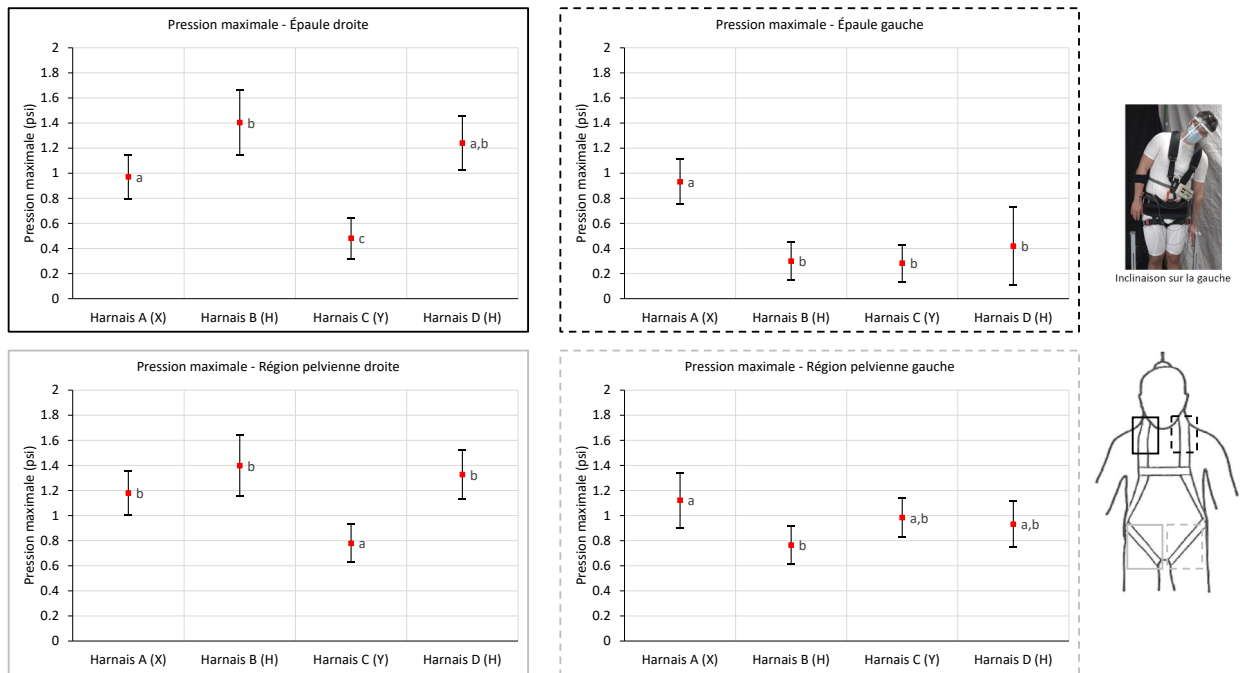 Pression maximale - Épaule droite
Pression maximale (psi)
2
1.8
1.6
1.4
1.2
1
0.8
0.6
0.4
0.2
0
a
b
c
a,b
Harnais A (X) Harnais B (H) Harnais C (Y) Harnais D (H)
Pression maximale - Épaule gauche
Pression maximale (psi)
2
1.8
1.6
1.4
1.2
1
0.8
0.6
0.4
0.2
0
a
b
b
b
Harnais A (X) Harnais B (H) Harnais C (Y) Harnais D (H)
Inclinaison sur la gauche
Pression maximale - Région pelvienne droite
Pression maximale (psi)
2
1.8
1.6
1.4
1.2
1
0.8
0.6
0.4
0.2
0
b
b
a
b
Harnais A (X) Harnais B (H) Harnais C (Y) Harnais D (H)
Pression maximale - Région pelvienne gauche
Pression maximale (psi)
2
1.8
1.6
1.4
1.2
1
0.8
0.6
0.4
0.2
0
a
b
a,b
a,b
Harnais A (X) Harnais B (H) Harnais C (Y) Harnais D (H)